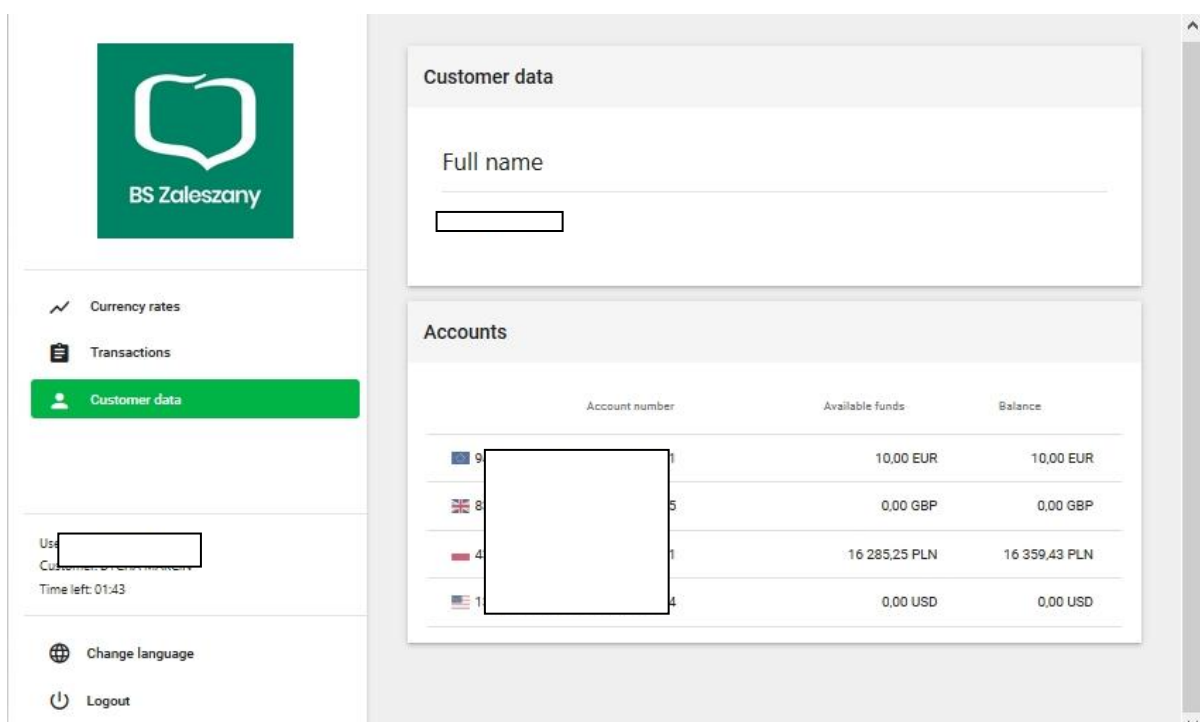 BS Zaleszany
Currency rates
Transactions
Customer data
Use
Time left: 01:43
Change language
Logout
Customer data
Full name
Accounts
Account number Available funds Balance
9 1 10,00 EUR 10,00 EUR
8 5 0,00 GBP 0,00 GBP
4 1 16 285,25 PLN 16 359,43 PLN
1 4 0,00 USD 0,00 USD